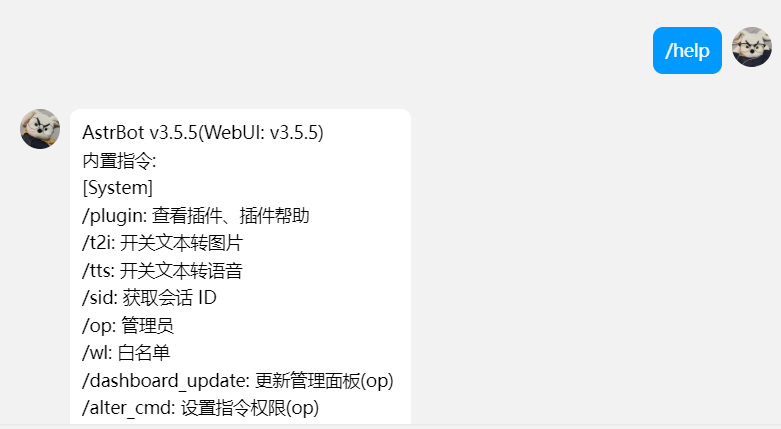 /help
AstrBot v3.5.5(WebUI: v3.5.5)
内置指令:
[System]
/plugin: 查看插件、插件帮助
/t2i: 开关文本转图片
/tts: 开关文本转语音
/sid: 获取会话 ID
/op: 管理员
/wl: 白名单
/dashboard_update: 更新管理面板(op)
/alter_cmd: 设置指令权限(op)